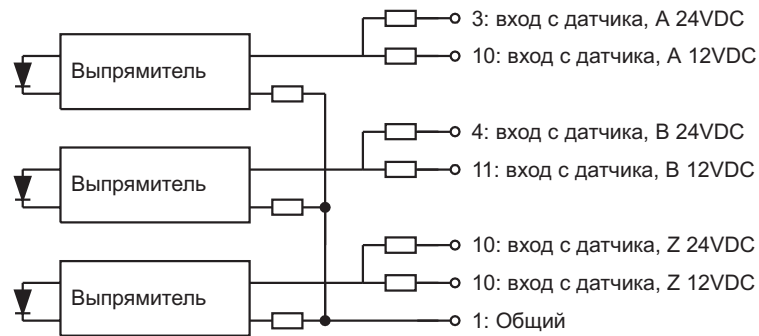 3: вход с датчика, A 24VDC
Выпрямитель
10: вход с датчика, A 12VDC
4: вход с датчика, B 24VDC
Выпрямитель
11: вход с датчика, B 12VDC
10: вход с датчика, Z 24VDC
Выпрямитель
10: вход с датчика, Z 12VDC
1: Общий